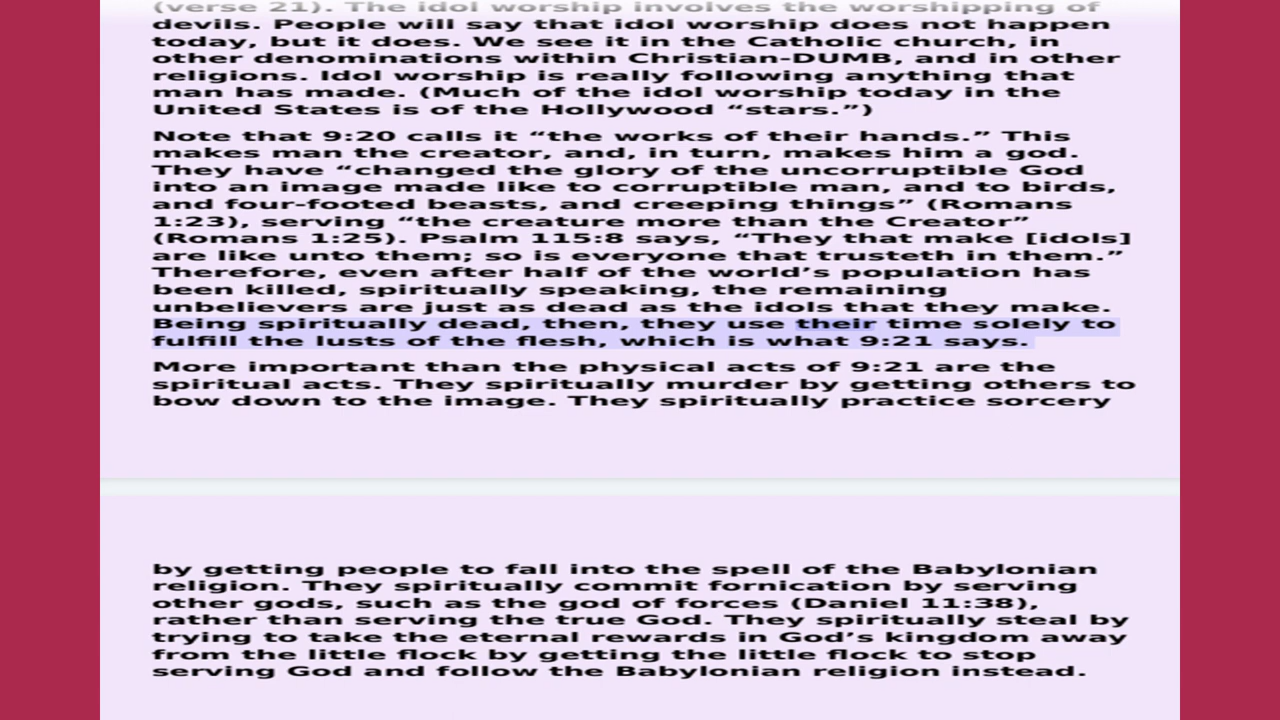 (verse 21). The idol worship involves the worshipping of
devils. People will say that idol worship does not happen
today, but it does. We see it in the Catholic church, in
other denominations within Christian-DUMB, and in other
religions. Idol worship is really following anything that
man has made. (Much of the idol worship today in the
United States is of the Hollywood “stars.”)
Note that 9:20 calls it “the works of their hands.” This
makes man the creator, and, in turn, makes him a god.
They have “changed the glory of the uncorruptible God
into an image made like to corruptible man, and to birds,
and four-footed beasts, and creeping things” (Romans
1:23), serving “the creature more than the Creator”
(Romans 1:25). Psalm 115:8 says, “They that make [idols]
are like unto them; so is everyone that trusteth in them.”
Therefore, even after half of the world’s population has
been killed, spiritually speaking, the remaining
unbelievers are just as dead as the idols that they make.
Being spiritually dead, then, they use their time solely to
fulfill the lusts of the flesh, which is what 9:21 says.
More important than the physical acts of 9:21 are the
spiritual acts. They spiritually murder by getting others to
bow down to the image. They spiritually practice sorcery
by getting people to fall into the spell of the Babylonian
religion. They spiritually commit fornication by serving
other gods, such as the god of forces (Daniel 11:38),
rather than serving the true God. They spiritually steal by
trying to take the eternal rewards in God’s kingdom away
from the little flock by getting the little flock to stop
serving God and follow the Babylonian religion instead.